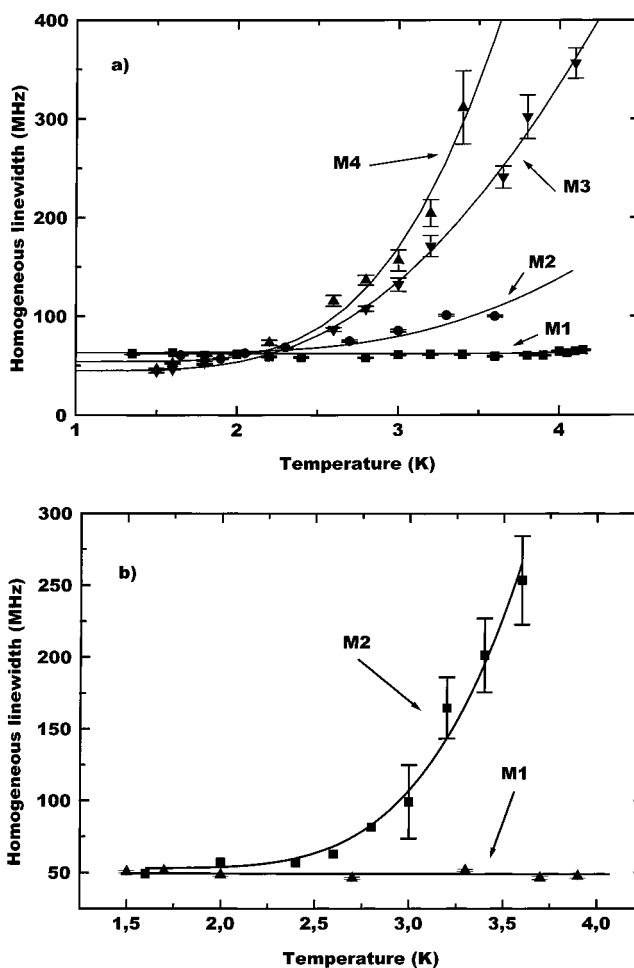 400
a)
300
M4
M3
200
M2
100
M1
0
1
2
3
4
Homogeneous linewidth (MHz)
Temperature (K)
300
b)
250
M2
200
150
M1
100
50
1,5
2,0
2,5
3,0
3,5
4,0
Homogeneous linewidth (MHz)
Temperature (K)